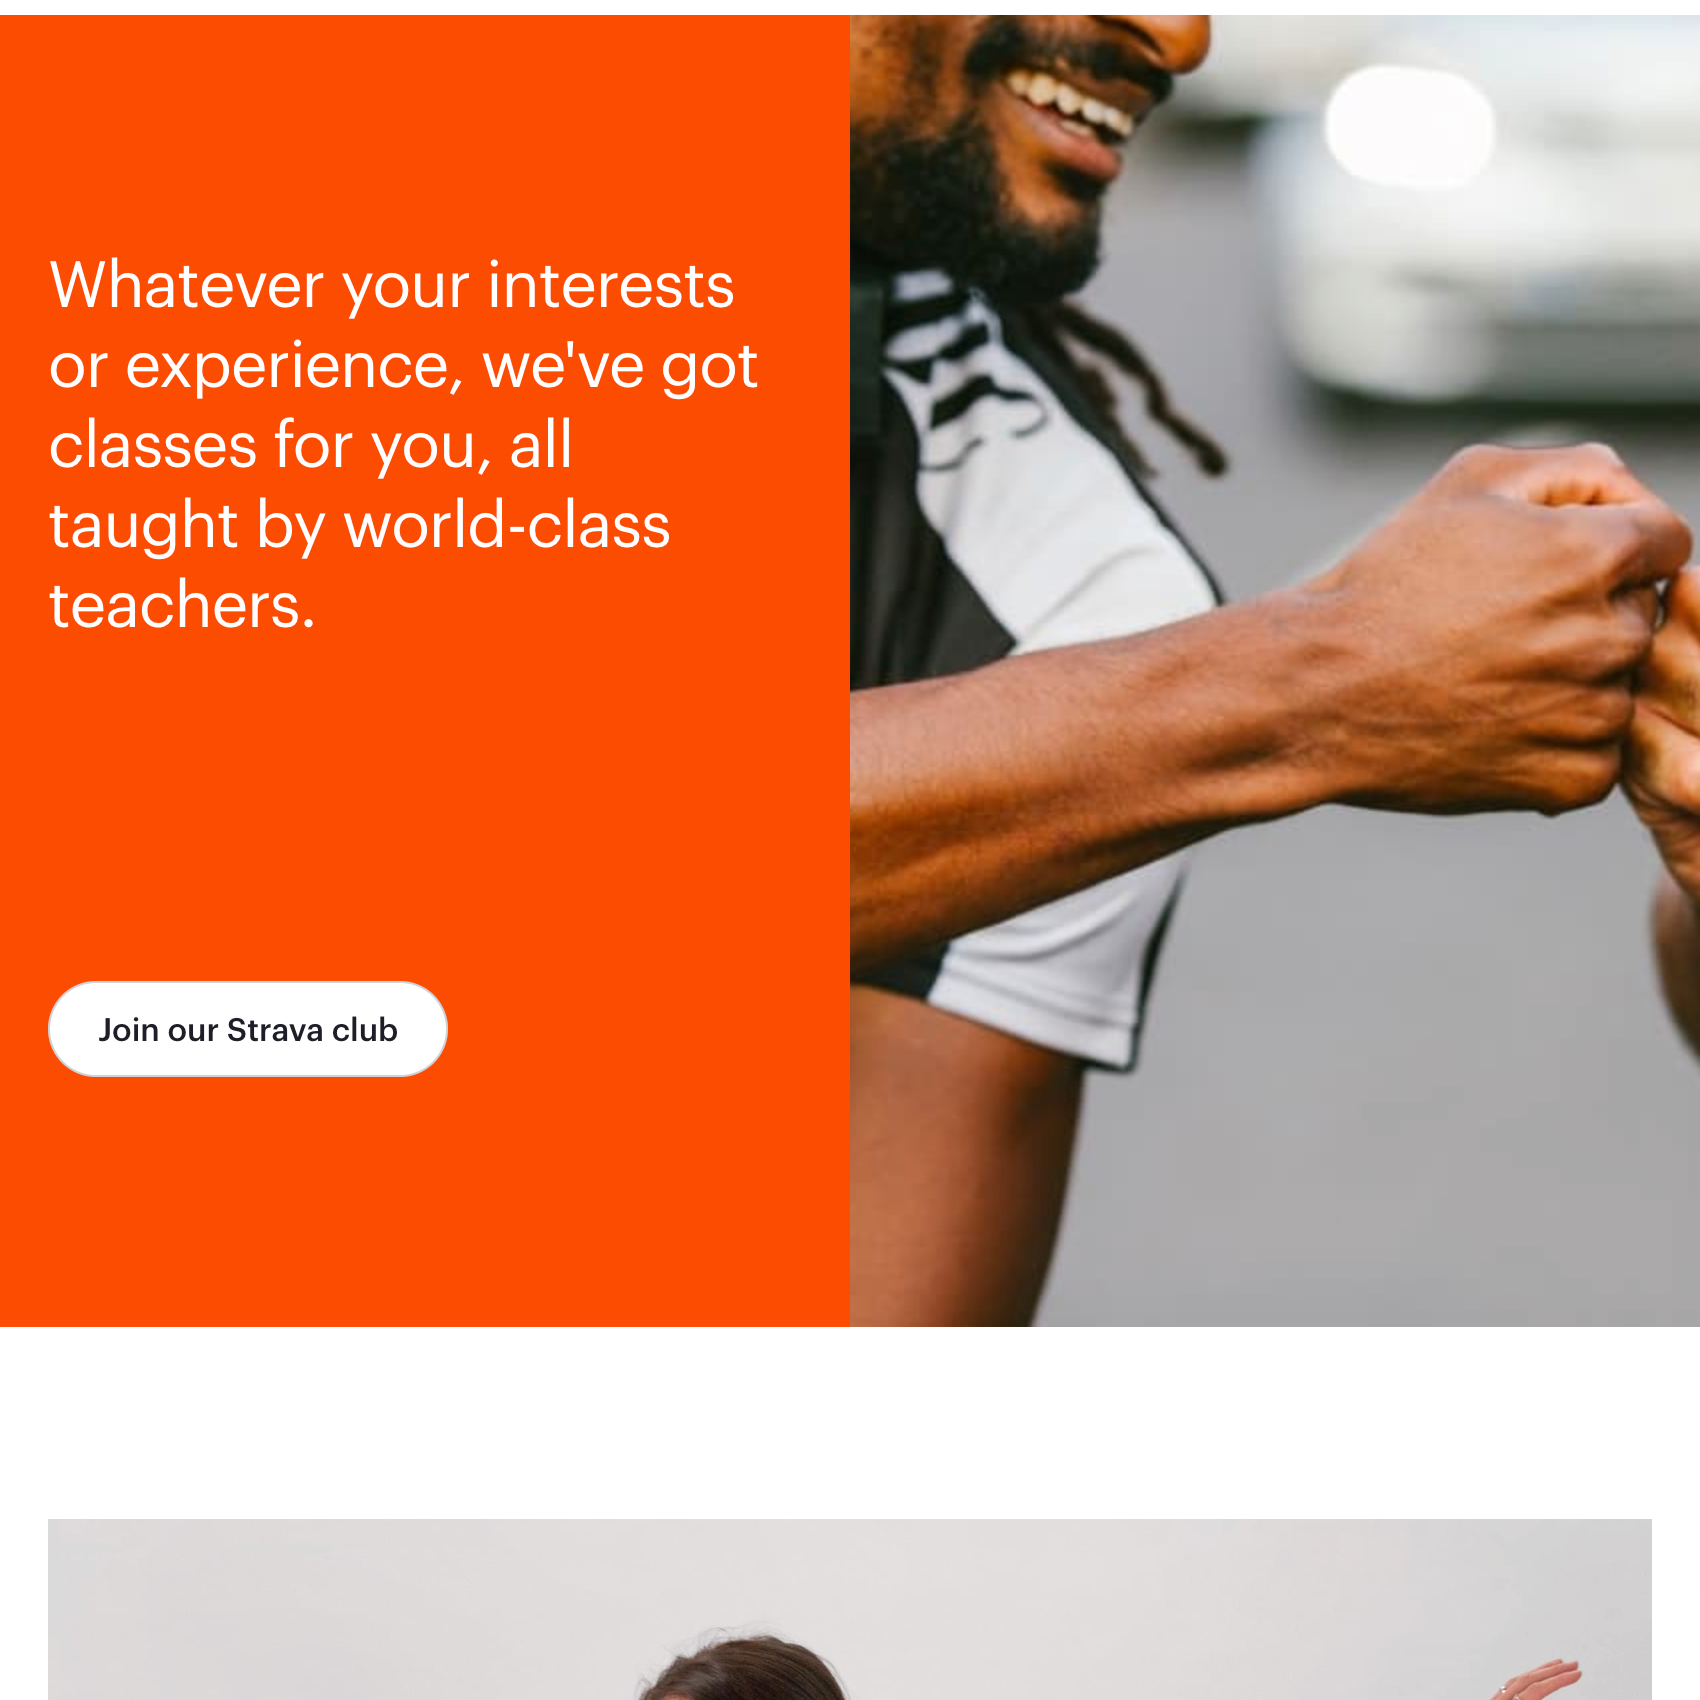 Whatever your interests
or experience, we've got
classes for you, all
taught by world-class
teachers.
Join our Strava club